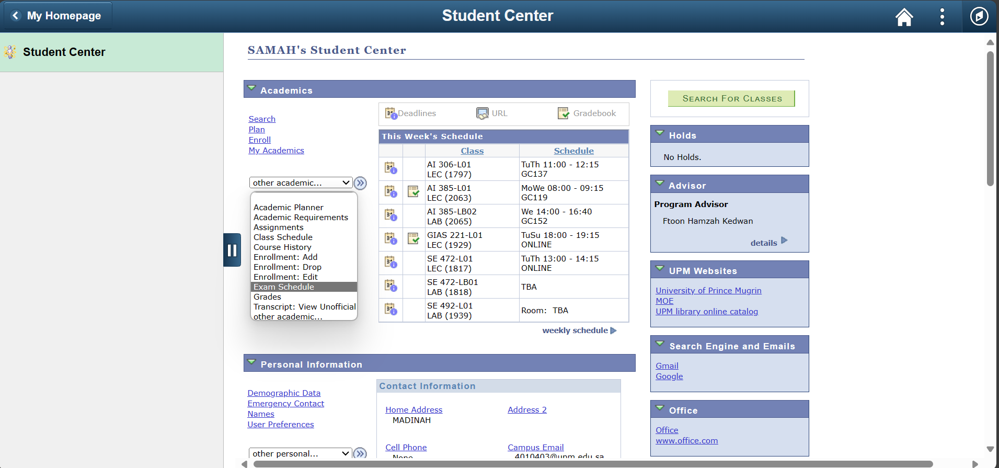 My Homepage
Student Center
Student Center
SAMAH's Student Center
Academics
Search
Plan
Enroll
My Academics
other academic...
Academic Planner
Academic Requirements
Assignments
Class Schedule
Course History
Enrollment: Add
Enrollment: Drop
Enrollment: Edit
Exam Schedule
Grades
Transcript: View Unofficial
other academic...
Deadlines URL Gradebook
This Week's Schedule
Class Schedule
AI 306-L01 TuTh 11:00 - 12:15
LEC (1797) GC137
AI 385-L01 MoWe 08:00 - 09:15
LEC (2063) GC119
AI 385-LB02 We 14:00 - 16:40
LAB (2065) GC152
GIAS 221-L01 TuSu 18:00 - 19:15
LEC (1929) ONLINE
SE 472-L01 TuTh 13:00 - 14:15
LEC (1817) ONLINE
SE 472-LB01
LAB (1818) TBA
SE 492-L01
LAB (1939) Room: TBA
weekly schedule
Personal Information
Demographic Data
Emergency Contact
Names
User Preferences
other personal...
Contact Information
Home Address Address 2
MADINAH
Cell Phone Campus Email
None 4010403@upm.edu.sa
Search For Classes
Holds
No Holds.
Advisor
Program Advisor
Ftoon Hamzah Kedwan
details
UPM Websites
University of Prince Mugrin
MOE
UPM library online catalog
Search Engine and Emails
Gmail
Google
Office
Office
www.office.com